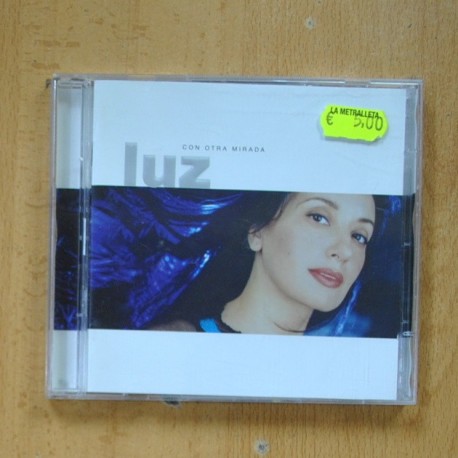 LA METRALLETA
€ 5,00
CON OTRA MIRADA
luz